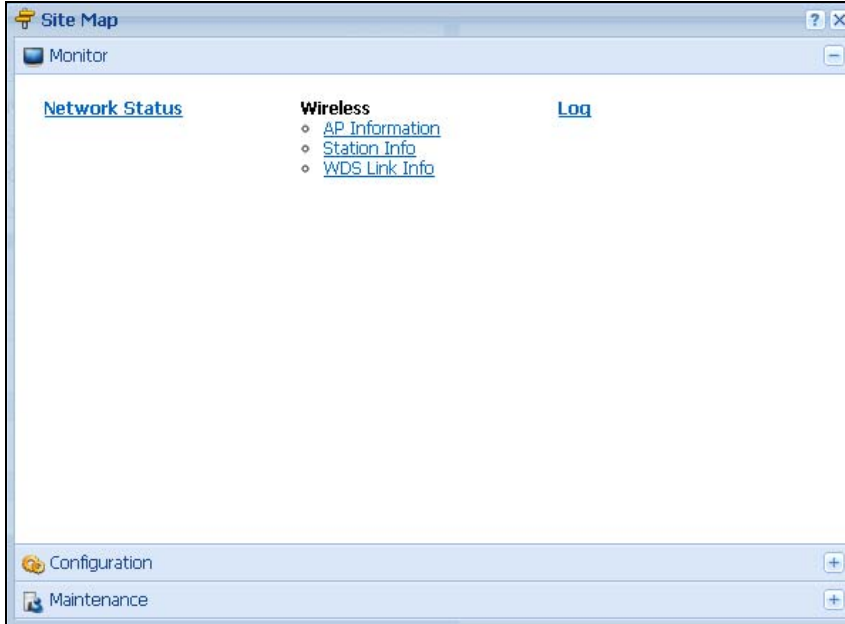 Site Map
Monitor
Network Status
Wireless
AP Information
Station Info
WDS Link Info
Log
Configuration
Maintenance